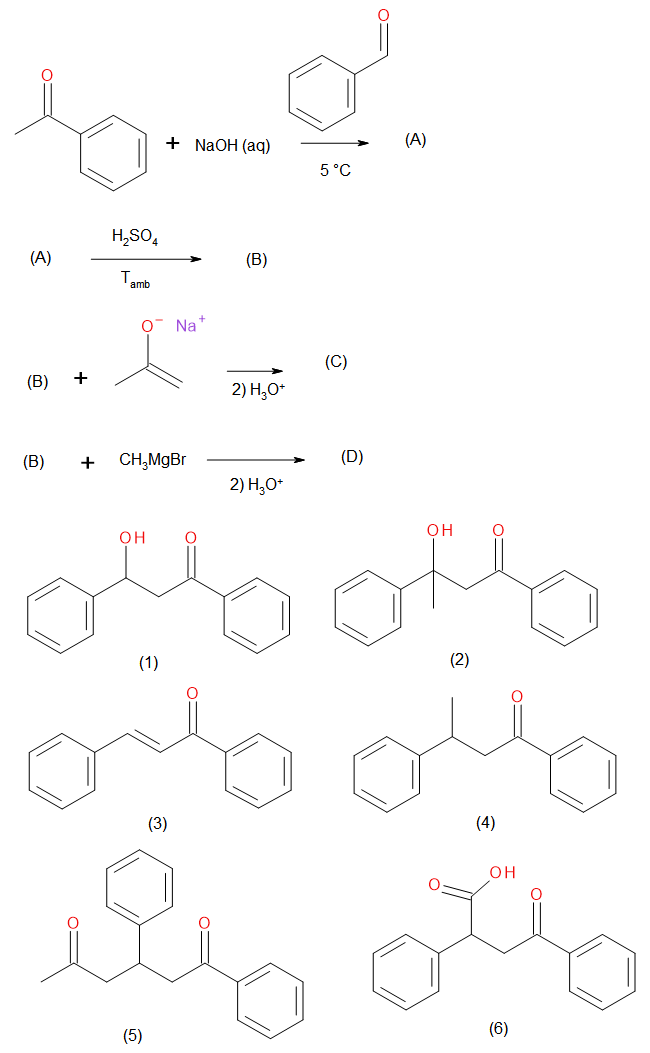 O
O
+ NaOH (aq)
5 °C
(A)
(A)
H₂SO₄
Tamb
(B)
(B) +
O⁻ Na⁺
2) H₃O⁺
(C)
(B) + CH₃MgBr
2) H₃O⁺
(D)
OH O
(1)
OH O
(2)
O
(3)
O
(4)
O O
(5)
O OH O
(6)